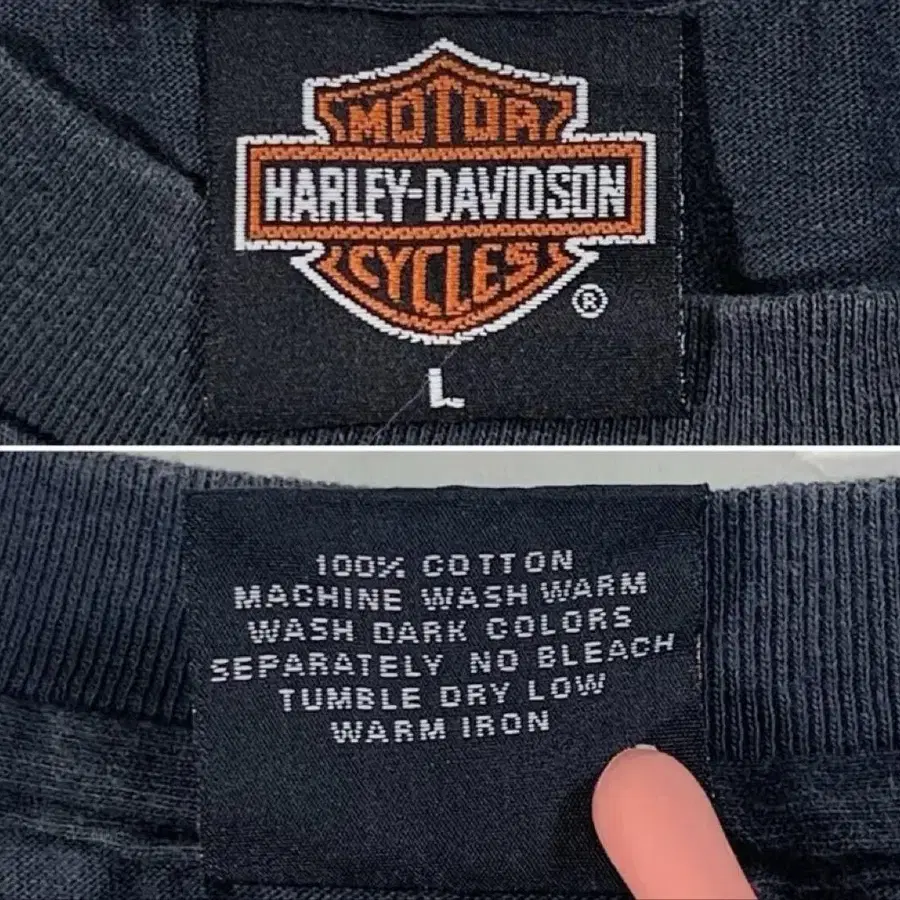 MOTOR
HARLEY-DAVIDSON
CYCLES
®
L
100% COTTON
MACHINE WASH WARM
WASH DARK COLORS
SEPARATELY NO BLEACH
TUMBLE DRY LOW
WARM IRON